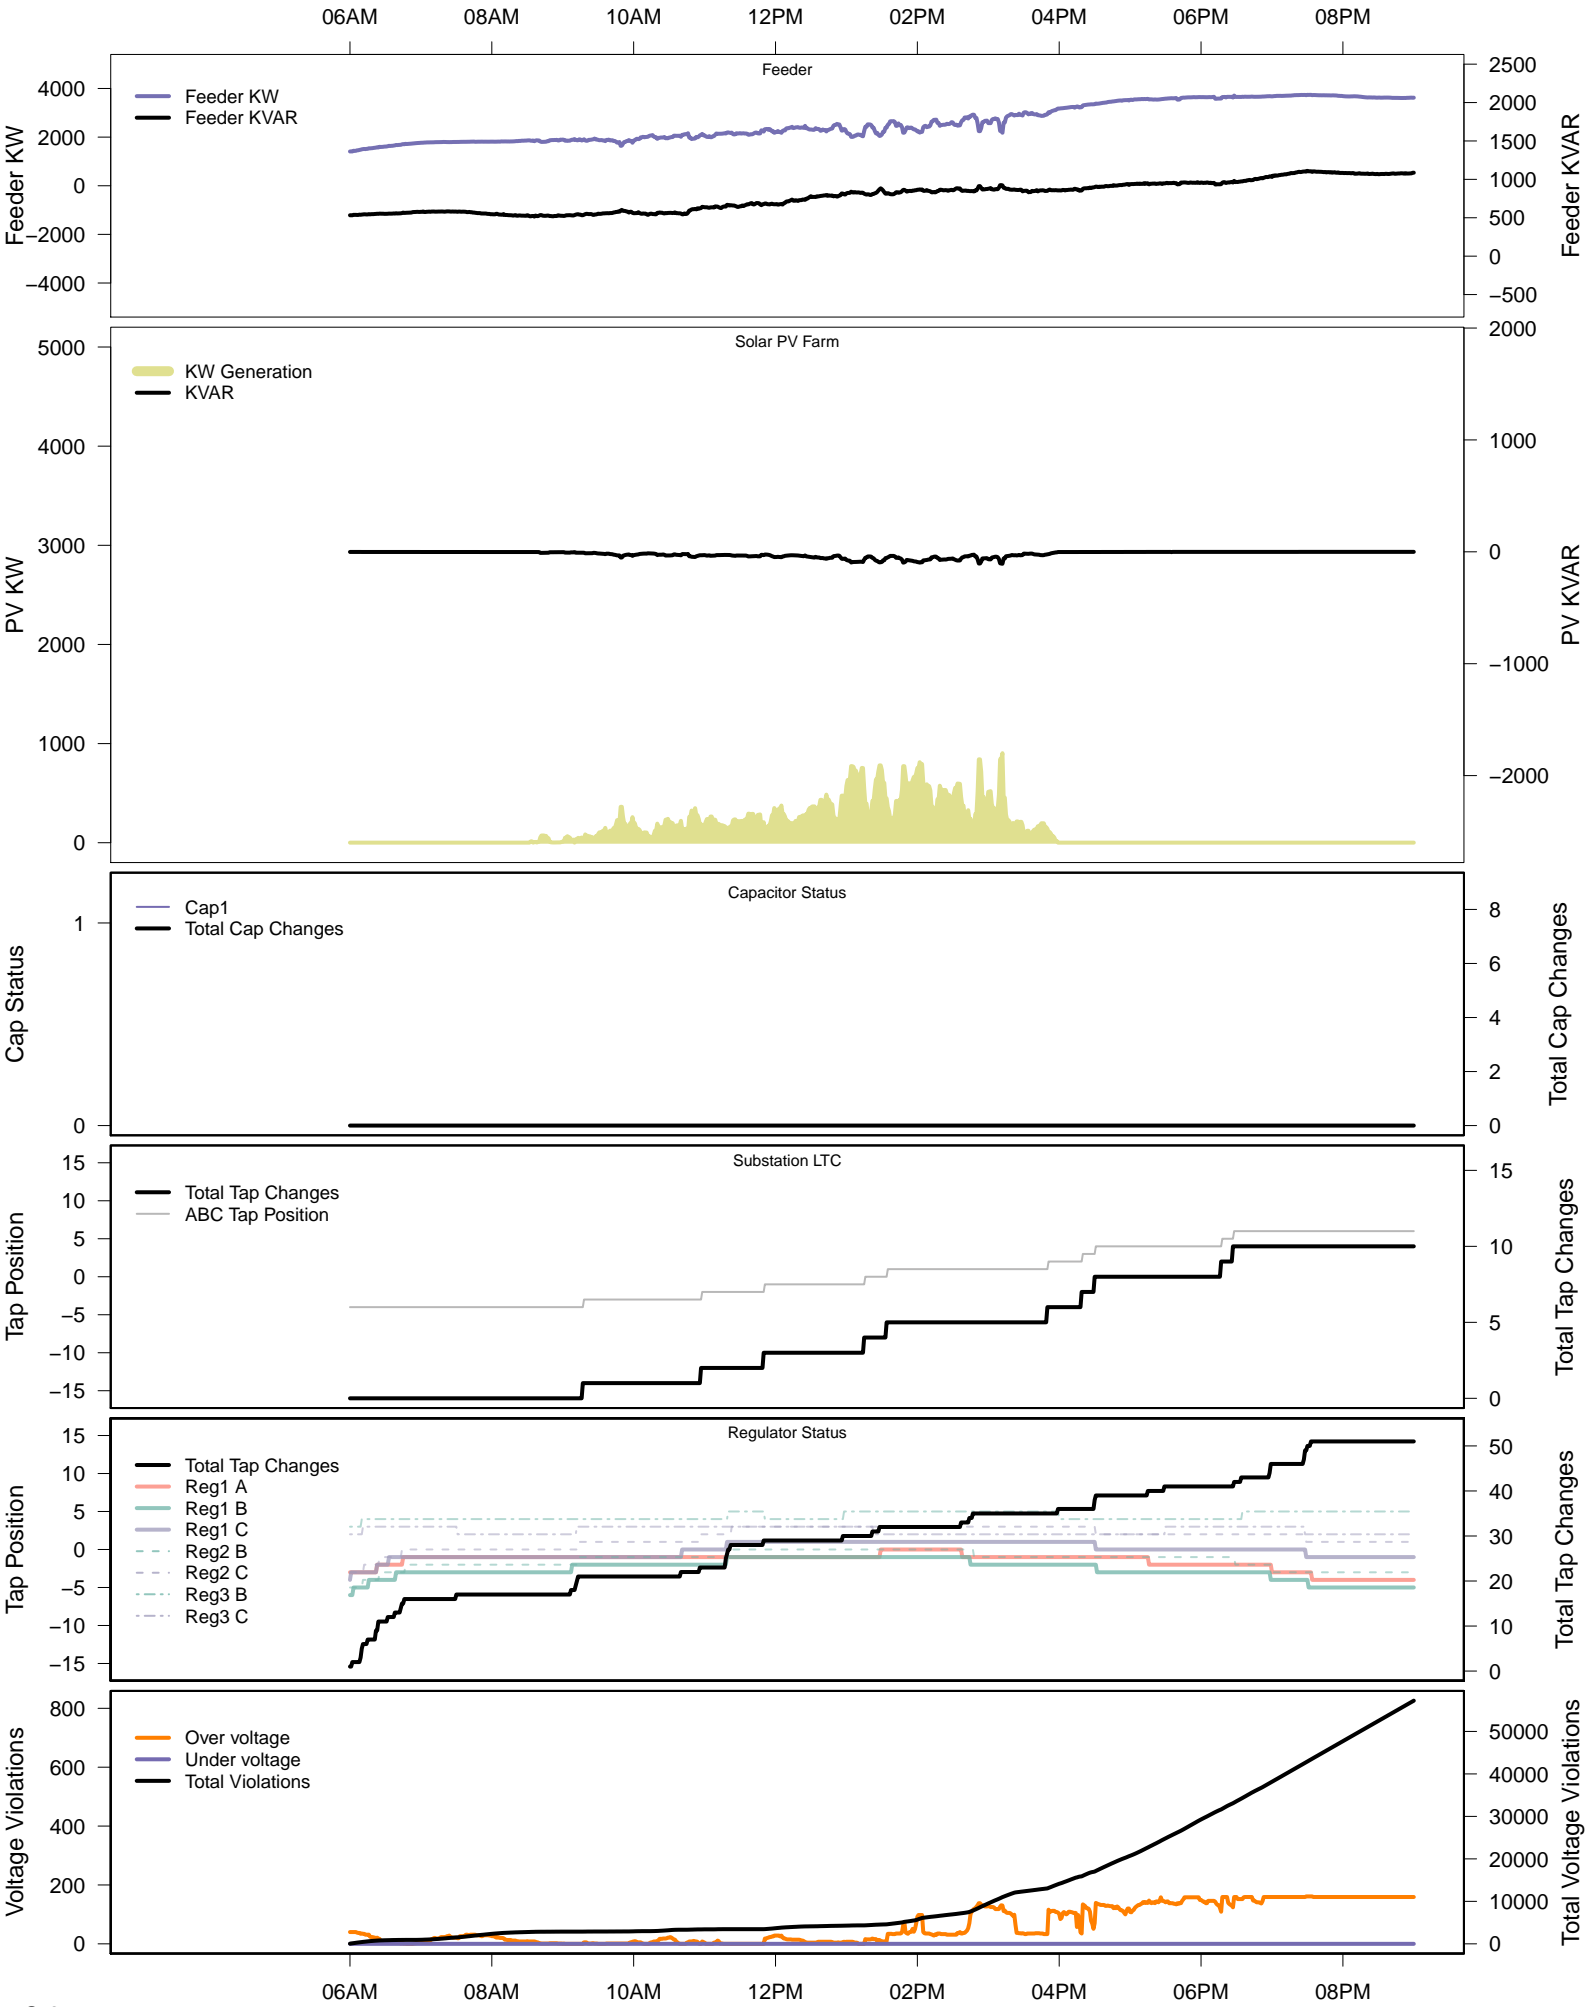 06AM 08AM 10AM 12PM 02PM 04PM 06PM 08PM
Feeder
Feeder KW
Feeder KVAR
4000
2000
0
−2000
−4000
Feeder KW
2500
2000
1500
1000
500
0
−500
Feeder KVAR
Solar PV Farm
KW Generation
KVAR
5000
4000
3000
2000
1000
0
PV KW
2000
1000
0
−1000
−2000
PV KVAR
Capacitor Status
Cap1
Total Cap Changes
1
0
Cap Status
8
6
4
2
0
Total Cap Changes
Substation LTC
Total Tap Changes
ABC Tap Position
15
10
5
0
−5
−10
−15
Tap Position
15
10
5
0
Total Tap Changes
Regulator Status
Total Tap Changes
Reg1 A
Reg1 B
Reg1 C
Reg2 B
Reg2 C
Reg3 B
Reg3 C
15
10
5
0
−5
−10
−15
Tap Position
50
40
30
20
10
0
Total Tap Changes
Over voltage
Under voltage
Total Violations
800
600
400
200
0
Voltage Violations
50000
40000
30000
20000
10000
0
Total Voltage Violations
06AM 08AM 10AM 12PM 02PM 04PM 06PM 08PM